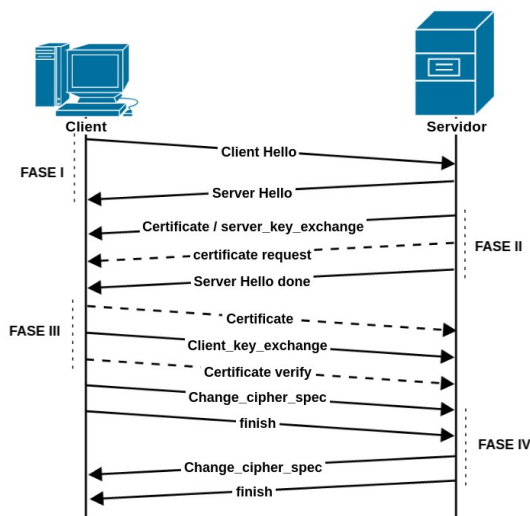 Client
Servidor
Client Hello
FASE I
Server Hello
Certificate / server_key_exchange
certificate request
FASE II
Server Hello done
Certificate
FASE III
Client_key_exchange
Certificate verify
Change_cipher_spec
finish
FASE IV
Change_cipher_spec
finish